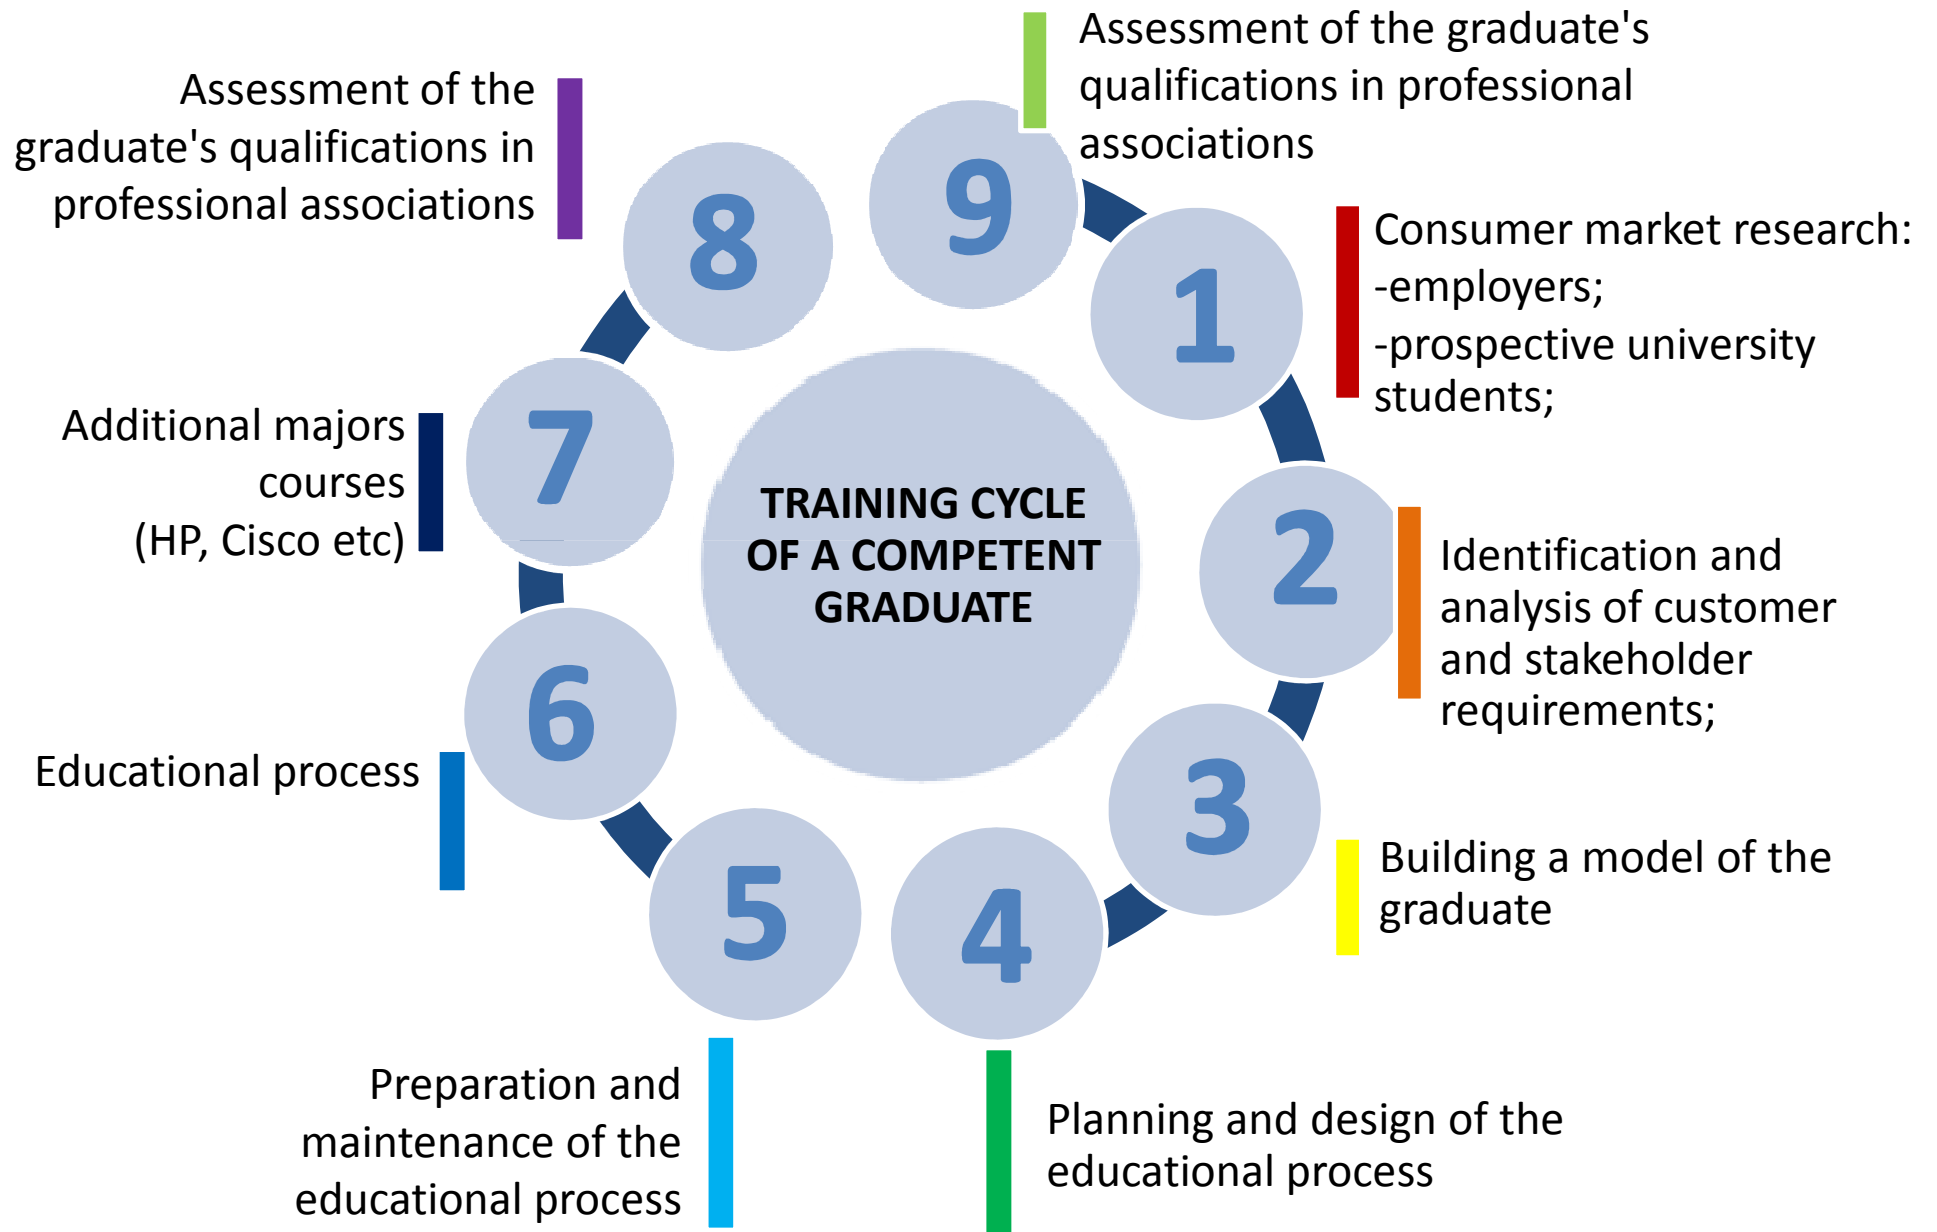 Assessment of the graduate's
qualifications in professional
associations
9
1
Consumer market research:
-employers;
-prospective university
students;
2
Identification and
analysis of customer
and stakeholder
requirements;
3
Building a model of the
graduate
4
Planning and design of the
educational process
5
Preparation and
maintenance of the
educational process
6
Educational process
7
Additional majors
courses
(HP, Cisco etc)
8
Assessment of the
graduate's qualifications in
professional associations
TRAINING CYCLE
OF A COMPETENT
GRADUATE